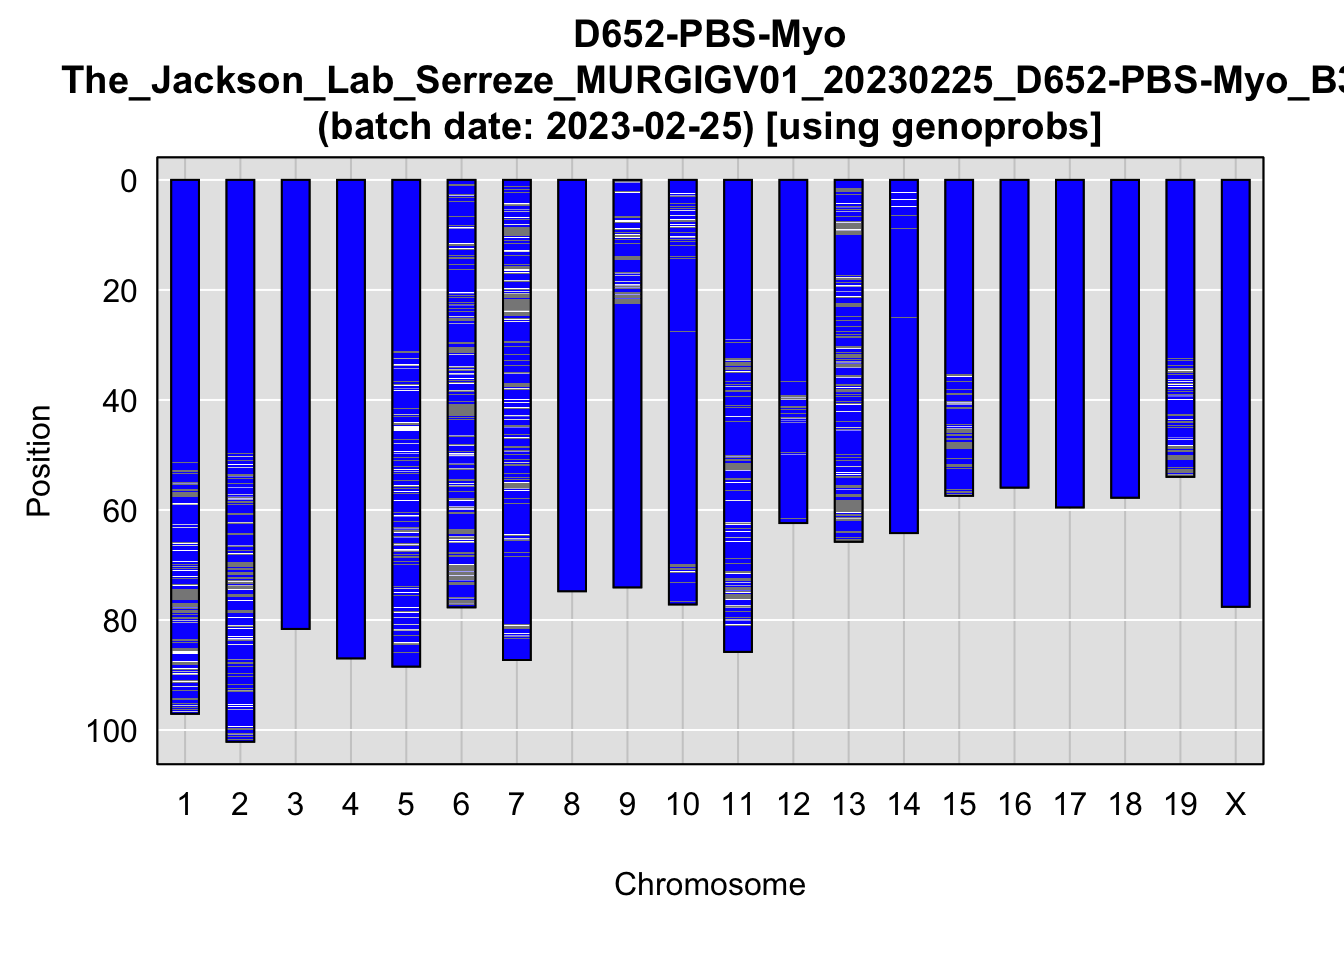 D652-PBS-Myo
The_Jackson_Lab_Serreze_MURGIGV01_20230225_D652-PBS-Myo_B3
(batch date: 2023-02-25) [using genoprobs]
0
20
40
60
80
100
Position
1 2 3 4 5 6 7 8 9 10 11 12 13 14 15 16 17 18 19 X
Chromosome